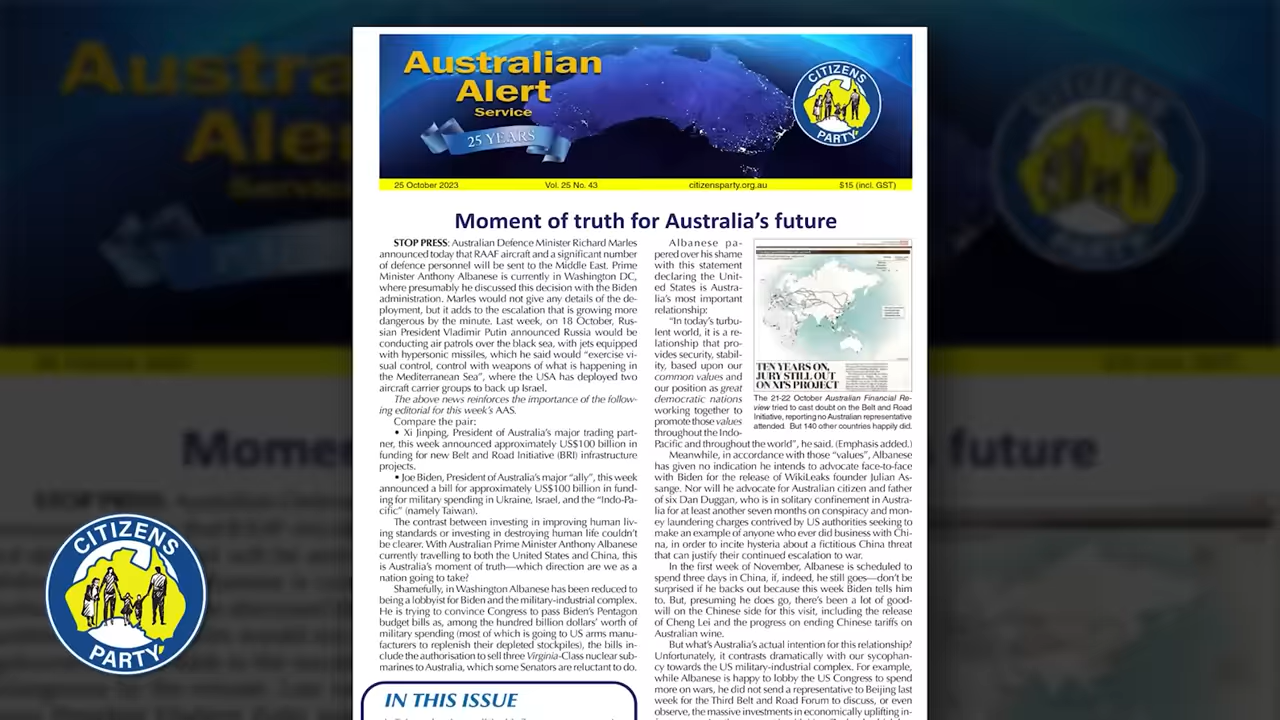 Australian
Alert
Service
25 YEARS
CITIZENS
PARTY
25 October 2023 Vol. 25 No. 43 citizensparty.org.au $15 (incl. GST)
Moment of truth for Australia's future
STOP PRESS: Australian Defence Minister Richard Marles
announced today that RAAF aircraft and a significant number
of defence personnel will be sent to the Middle East. Prime
Minister Anthony Albanese is currently in Washington DC,
where presumably he discussed this decision with the Biden
administration. Marles would not give any details of the de-
ployment, but it adds to the escalation that is growing more
dangerous by the minute. Last week, on 18 October, Rus-
sian President Vladimir Putin announced Russia would be
conducting air patrols over the black sea, with jets equipped
with hypersonic missiles, which he said would "exercise vi-
sual control, control with weapons of what is happening in
the Mediterranean Sea", where the USA has deployed two
aircraft carrier groups to back up Israel.
The above news reinforces the importance of the follow-
ing editorial for this week's AAS.
Compare the pair:
• Xi Jinping, President of Australia's major trading part-
ner, this week announced approximately US$100 billion in
funding for new Belt and Road Initiative (BRI) infrastructure
projects.
• Joe Biden, President of Australia's major "ally", this week
announced a bill for approximately US$100 billion in fund-
ing for military spending in Ukraine, Israel, and the "Indo-Pa-
cific" (namely Taiwan).
The contrast between investing in improving human liv-
ing standards or investing in destroying human life couldn't
be clearer. With Australian Prime Minister Anthony Albanese
currently travelling to both the United States and China, this
is Australia's moment of truth—which direction are we as a
nation going to take?
Shamefully, in Washington Albanese has been reduced to
being a lobbyist for Biden and the military-industrial complex.
He is trying to convince Congress to pass Biden's Pentagon
budget bills as, among the hundred billion dollars' worth of
military spending (most of which is going to US arms manu-
facturers to replenish their depleted stockpiles), the bills in-
clude the authorisation to sell three Virginia-Class nuclear sub-
marines to Australia, which some Senators are reluctant to do.
IN THIS ISSUE
Albanese pa-
pered over his shame
with this statement
declaring the Unit-
ed States is Austra-
lia's most important
relationship:
"In today's turbu-
lent world, it is a re-
lationship that pro-
vides security, stabil-
ity, based upon our
common values and
our position as great
democratic nations
working together to
promote those values
throughout the Indo-
Pacific and throughout the world", he said. (Emphasis added.)
TEN YEARS ON,
JURY STILL OUT
ON XI'S PROJECT
The 21-22 October Australian Financial Re-
view tried to cast doubt on the Belt and Road
Initiative, reporting no Australian representative
attended. But 140 other countries happily did.
Meanwhile, in accordance with those "values", Albanese
has given no indication he intends to advocate face-to-face
with Biden for the release of WikiLeaks founder Julian As-
sange. Nor will he advocate for Australian citizen and father
of six Dan Duggan, who is in solitary confinement in Austra-
lia for at least another seven months on conspiracy and mon-
ey laundering charges contrived by US authorities seeking to
make an example of anyone who ever did business with Chi-
na, in order to incite hysteria about a fictitious China threat
that can justify their continued escalation to war.
In the first week of November, Albanese is scheduled to
spend three days in China, if, indeed, he still goes—don't be
surprised if he backs out because this week Biden tells him
to. But, presuming he does go, there's been a lot of good-
will on the Chinese side for this visit, including the release
of Cheng Lei and the progress on ending Chinese tariffs on
Australian wine.
But what's Australia's actual intention for this relationship?
Unfortunately, it contrasts dramatically with our sycophan-
cy towards the US military-industrial complex. For example,
while Albanese is happy to lobby the US Congress to spend
more on wars, he did not send a representative to Beijing last
week for the Third Belt and Road Forum to discuss, or even
observe, the massive investments in economically uplifting in-
CITIZENS
PARTY